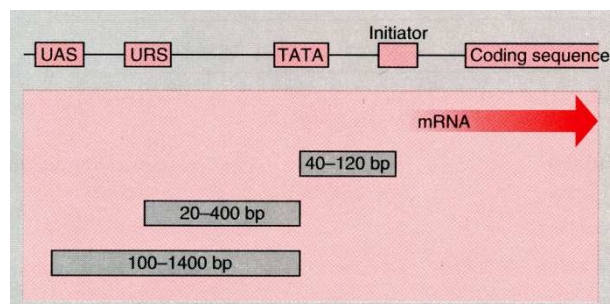 Initiator
UAS URS TATA Coding sequence
mRNA
40–120 bp
20–400 bp
100–1400 bp